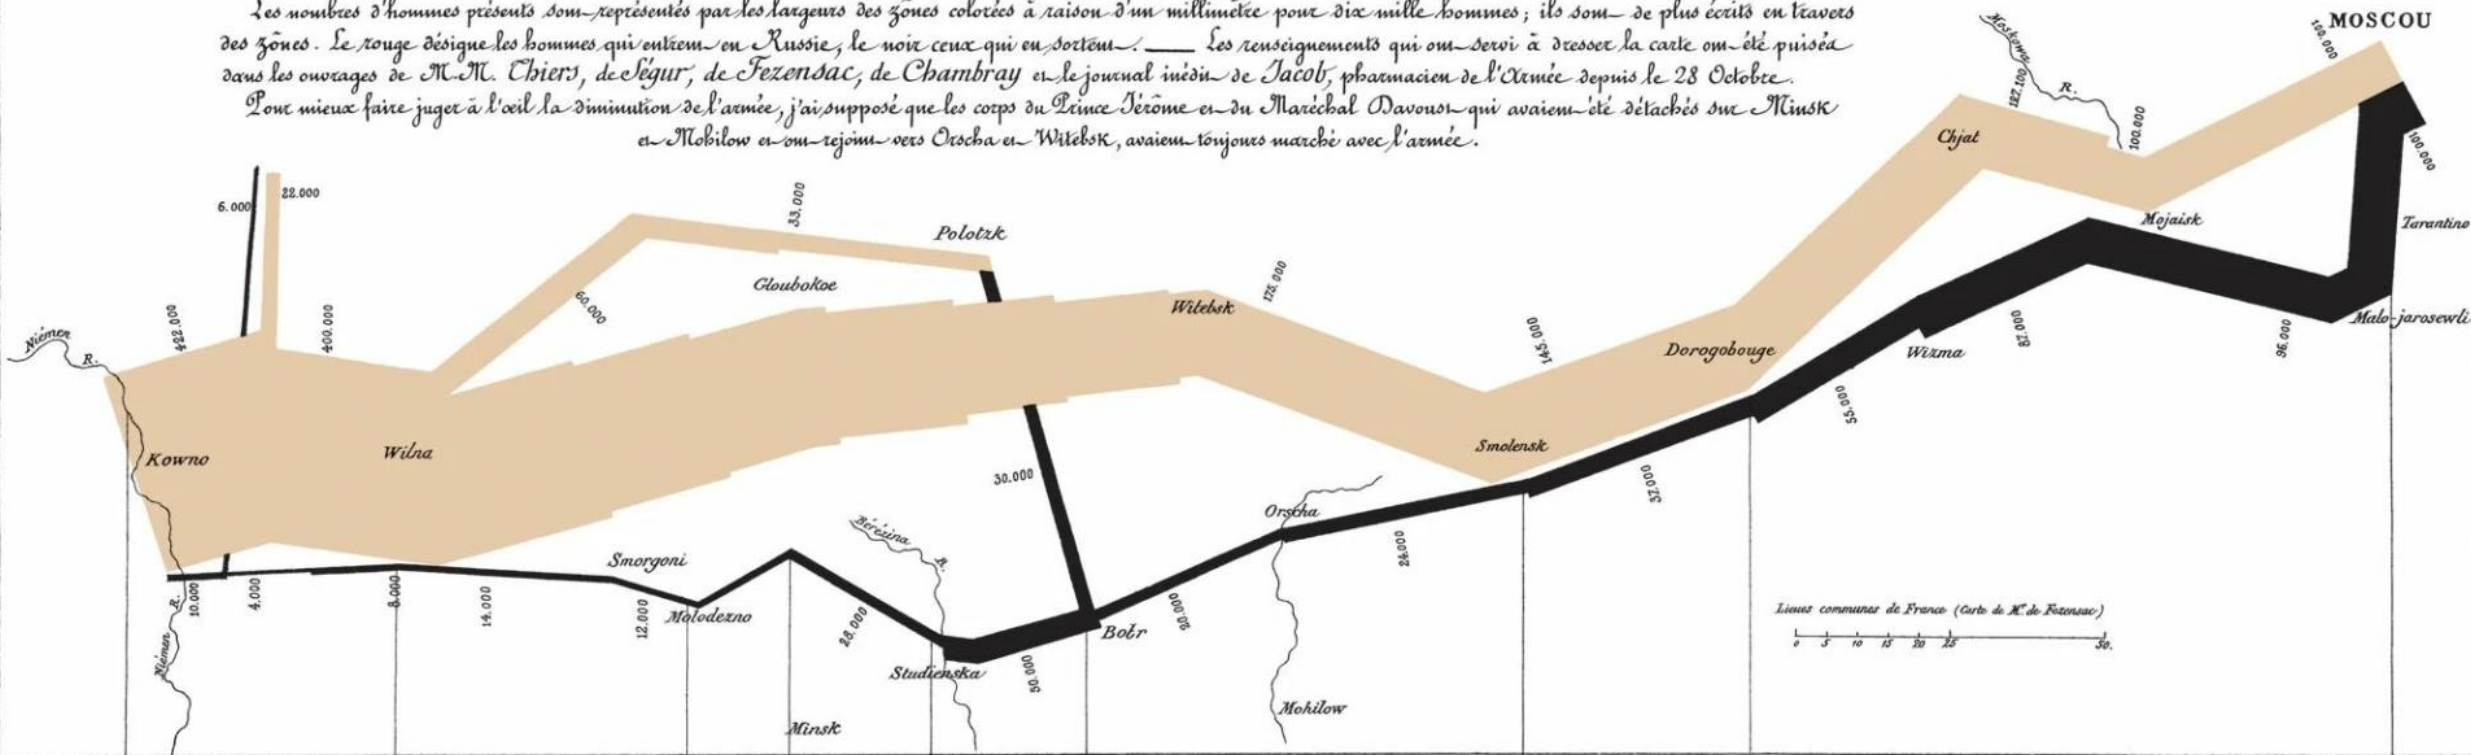 Les nombres d'hommes présents sont représentés par les largeurs des zônes colorées à raison d'un millimètre pour dix mille hommes; ils sont de plus écrits en travers
des zônes. Le rouge désigne les hommes qui entrent en Russie, le noir ceux qui en sortent. — Les renseignements qui ont servi à dresser la carte ont été puisés
dans les ouvrages de M.M. Thiers, de Ségur, de Fezensac, de Chambray et le journal inédit de Jacob, pharmacien de l'Armée depuis le 28 Octobre.
Pour mieux faire juger à l'œil la diminution de l'armée, j'ai supposé que les corps du Prince Jérôme et du Maréchal Davoust qui avaient été détachés sur Minsk
et Mohilow et ont rejoint vers Orscha et Witebsk, avaient toujours marché avec l'armée.
MOSCOU
100.000
Moskowa
R.
127.100
100.000
Chjat
100.000
6.000
22.000
33.000
Polotzk
Mojaisk
Tarantino
Gloubokoe
60.000
175.000
Witebsk
422.000
400.000
Niémen
R.
145.000
Dorogobouge
Wizma
82.000
96.000
Malo-jarosewli
55.000
Kowno
Wilna
Smolensk
30.000
37.000
Orscha
24.000
Bérézina
R.
Smorgoni
10.000
4.000
8.000
14.000
12.000
Molodezno
28.000
20.000
Bobr
Studienska
50.000
R.
Niémen
Mohilow
Minsk
Lieues communes de France (Carte de M. de Fezensac)
0 5 10 15 20 25 50.